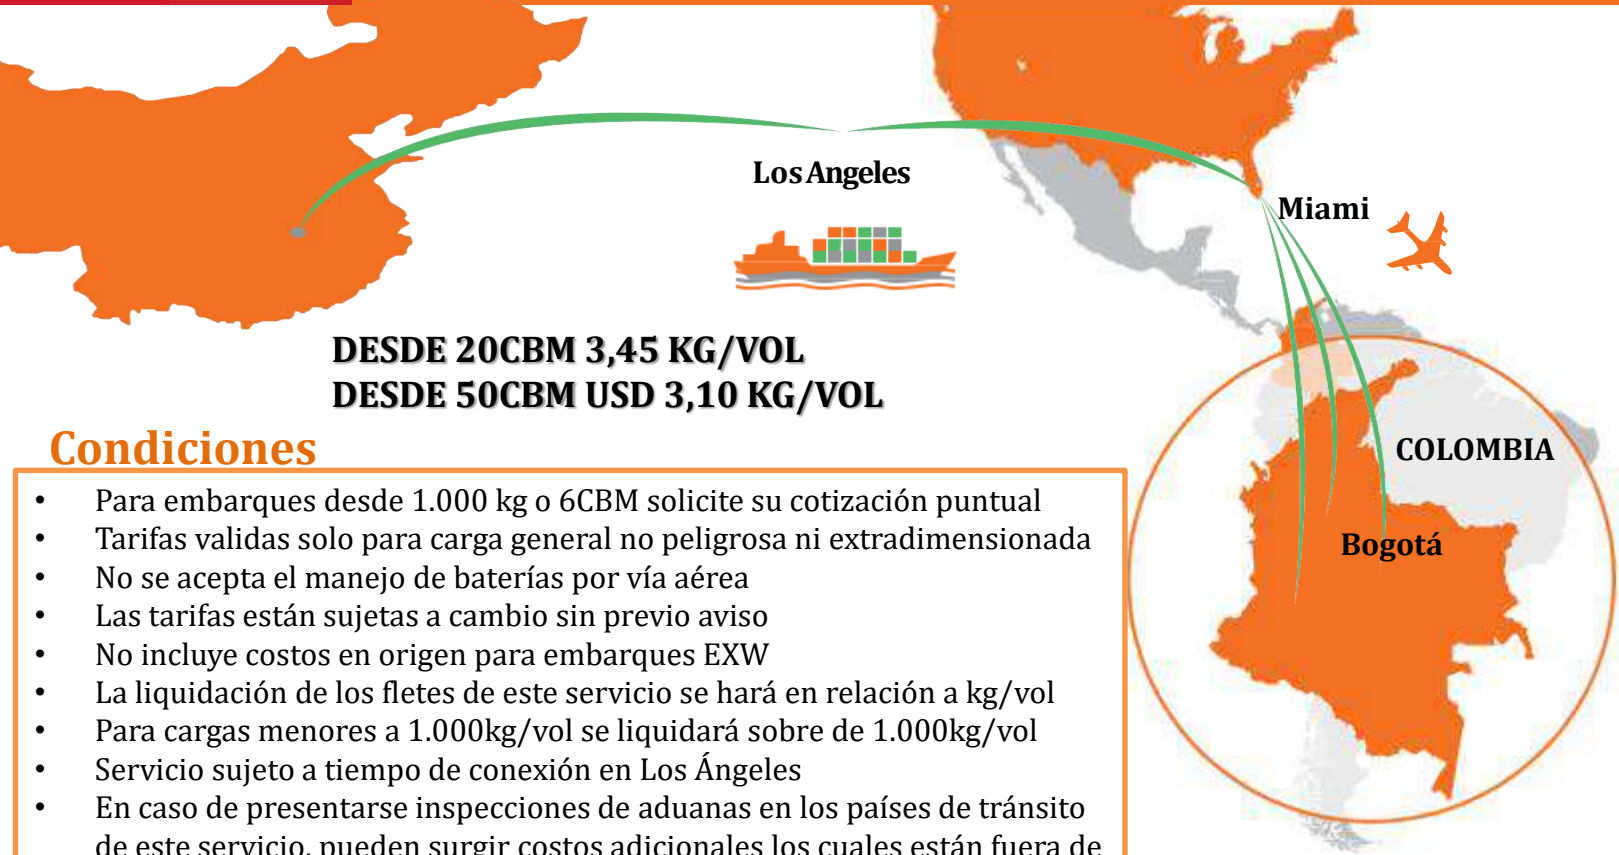 Los Angeles
Miami
DESDE 20CBM 3,45 KG/VOL
DESDE 50CBM USD 3,10 KG/VOL
COLOMBIA
Bogotá
Condiciones
• Para embarques desde 1.000 kg o 6CBM solicite su cotización puntual
• Tarifas validas solo para carga general no peligrosa ni extradimensionada
• No se acepta el manejo de baterías por vía aérea
• Las tarifas están sujetas a cambio sin previo aviso
• No incluye costos en origen para embarques EXW
• La liquidación de los fletes de este servicio se hará en relación a kg/vol
• Para cargas menores a 1.000kg/vol se liquidará sobre de 1.000kg/vol
• Servicio sujeto a tiempo de conexión en Los Ángeles
• En caso de presentarse inspecciones de aduanas en los países de tránsito
de este servicio, pueden surgir costos adicionales los cuales están fuera de